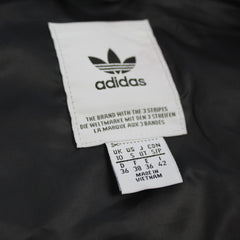 adidas
THE BRAND WITH THE 3 STRIPES
DIE WELTMARKE MIT DEN 3 STREIFEN
LA MARQUE AUX 3 BANDES
UK US J CDN
10 S OT S/P
D F E I
36 38 36 42
MADE IN
VIETNAM